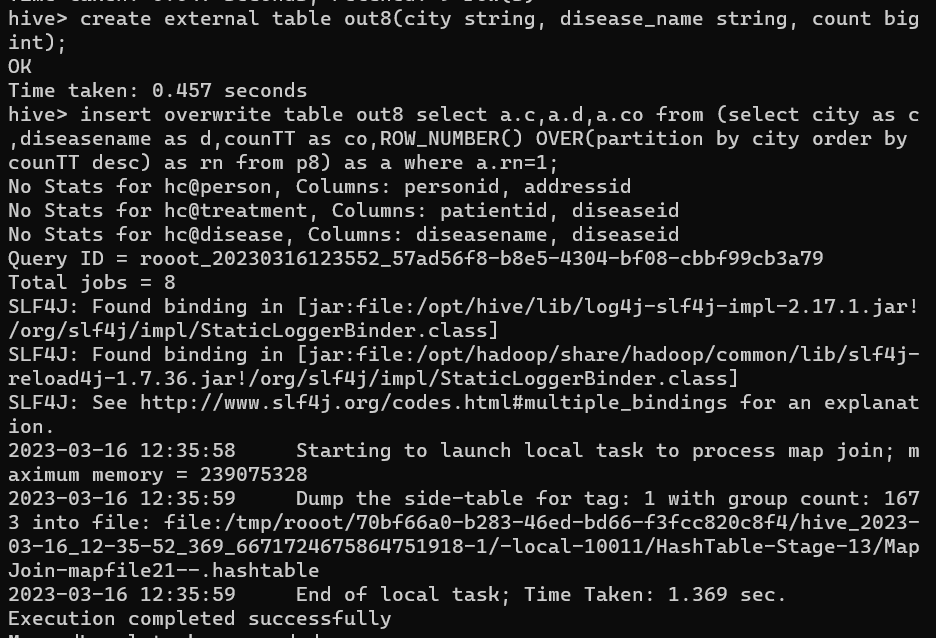 hive> create external table out8(city string, disease_name string, count big
int);
OK
Time taken: 0.457 seconds
hive> insert overwrite table out8 select a.c,a.d,a.co from (select city as c
,diseasename as d,counTT as co,ROW_NUMBER() OVER(partition by city order by
counTT desc) as rn from p8) as a where a.rn=1;
No Stats for hc@person, Columns: personid, addressid
No Stats for hc@treatment, Columns: patientid, diseaseid
No Stats for hc@disease, Columns: diseasename, diseaseid
Query ID = rooot_20230316123552_57ad56f8-b8e5-4304-bf08-cbbf99cb3a79
Total jobs = 8
SLF4J: Found binding in [jar:file:/opt/hive/lib/log4j-slf4j-impl-2.17.1.jar!
/org/slf4j/impl/StaticLoggerBinder.class]
SLF4J: Found binding in [jar:file:/opt/hadoop/share/hadoop/common/lib/slf4j-
reload4j-1.7.36.jar!/org/slf4j/impl/StaticLoggerBinder.class]
SLF4J: See http://www.slf4j.org/codes.html#multiple_bindings for an explanat
ion.
2023-03-16 12:35:58     Starting to launch local task to process map join; m
aximum memory = 239075328
2023-03-16 12:35:59     Dump the side-table for tag: 1 with group count: 167
3 into file: file:/tmp/rooot/70bf66a0-b283-46ed-bd66-f3fcc820c8f4/hive_2023-
03-16_12-35-52_369_6671724675864751918-1/-local-10011/HashTable-Stage-13/Map
Join-mapfile21--.hashtable
2023-03-16 12:35:59     End of local task; Time Taken: 1.369 sec.
Execution completed successfully